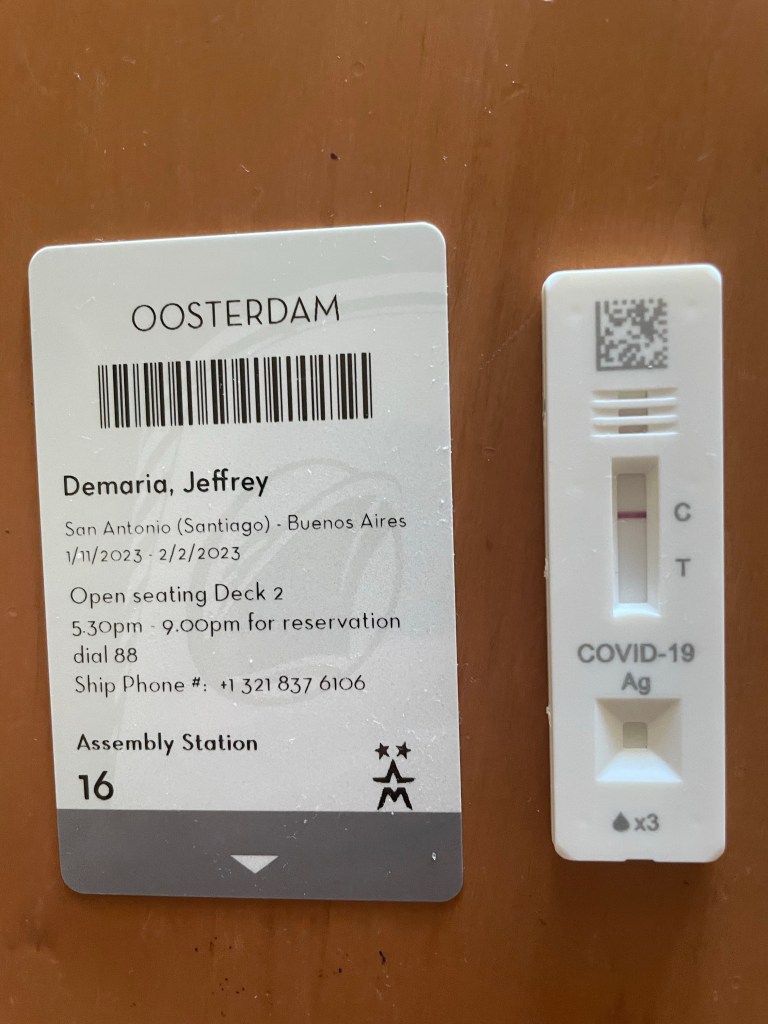 OOSTERDAM
Demaria, Jeffrey
San Antonio (Santiago) - Buenos Aires
1/11/2023 - 2/2/2023
Open seating Deck 2
5.30pm - 9.00pm for reservation
dial 88
Ship Phone #: +1 321 837 6106
Assembly Station
16
M
C
T
COVID-19
Ag
x3